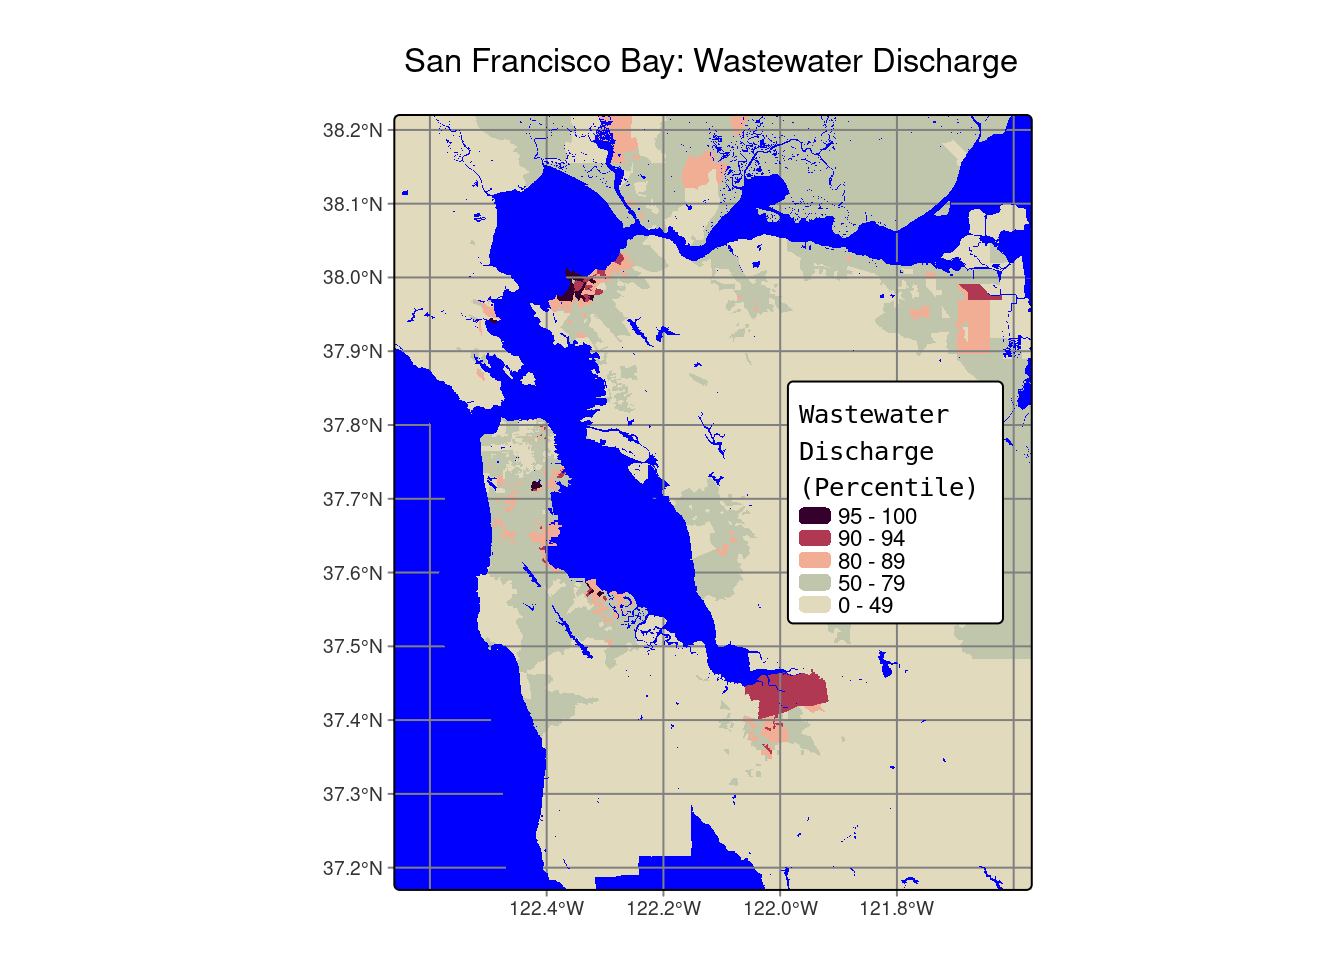 San Francisco Bay: Wastewater Discharge
38.2°N
38.1°N
38.0°N
37.9°N
37.8°N
37.7°N
37.6°N
37.5°N
37.4°N
37.3°N
37.2°N
Wastewater
Discharge
(Percentile)
95 - 100
90 - 94
80 - 89
50 - 79
0 - 49
122.4°W 122.2°W 122.0°W 121.8°W